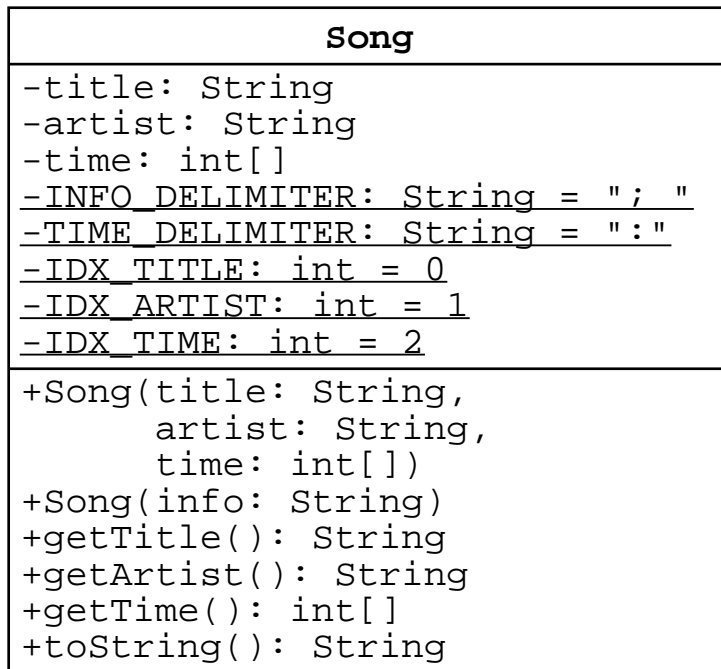 Song
-title: String
-artist: String
-time: int[]
-INFO_DELIMITER: String = "; "
-TIME_DELIMITER: String = ":"
-IDX_TITLE: int = 0
-IDX_ARTIST: int = 1
-IDX_TIME: int = 2
+Song(title: String,
artist: String,
time: int[])
+Song(info: String)
+getTitle(): String
+getArtist(): String
+getTime(): int[]
+toString(): String